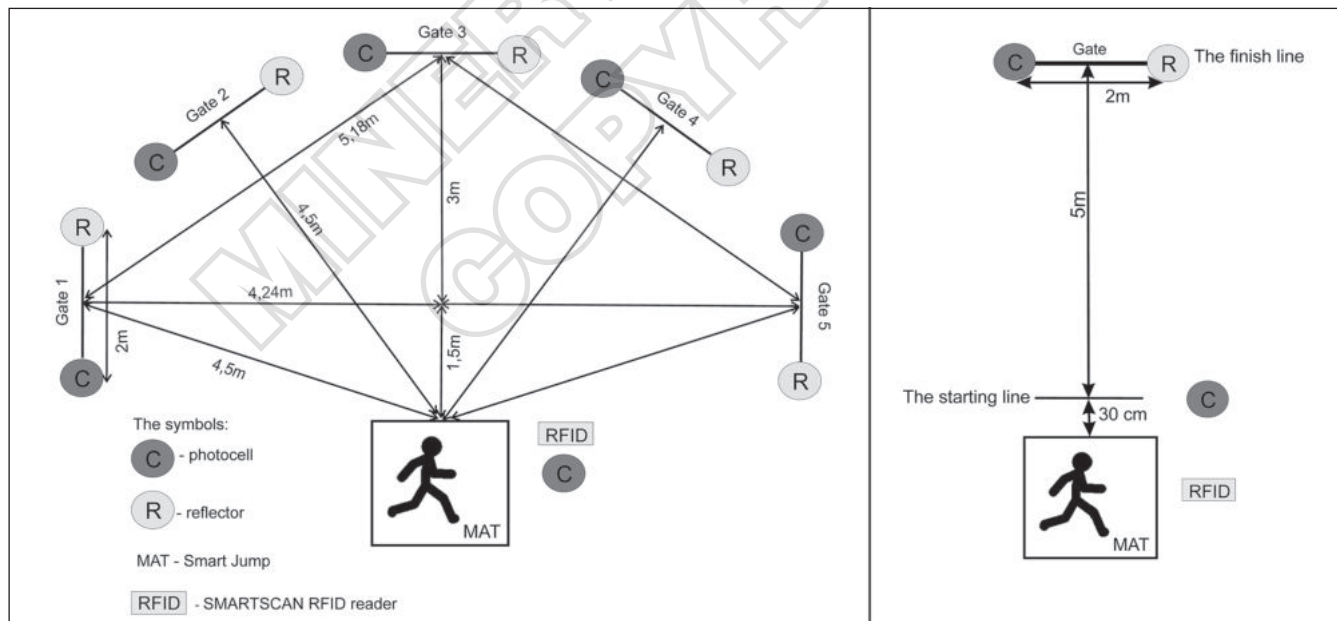 Gate 3
C
R
R
Gate 2
C
C
Gate 4
R
5,18m
3m
4,5m
R
Gate 1
2m
C
4,24m
4,5m
1,5m
C
Gate 5
R
The symbols:
C - photocell
R - reflector
MAT - Smart Jump
RFID - SMARTSCAN RFID reader
MAT
RFID
C
C
Gate
R
The finish line
2m
5m
The starting line
C
30 cm
RFID
MAT